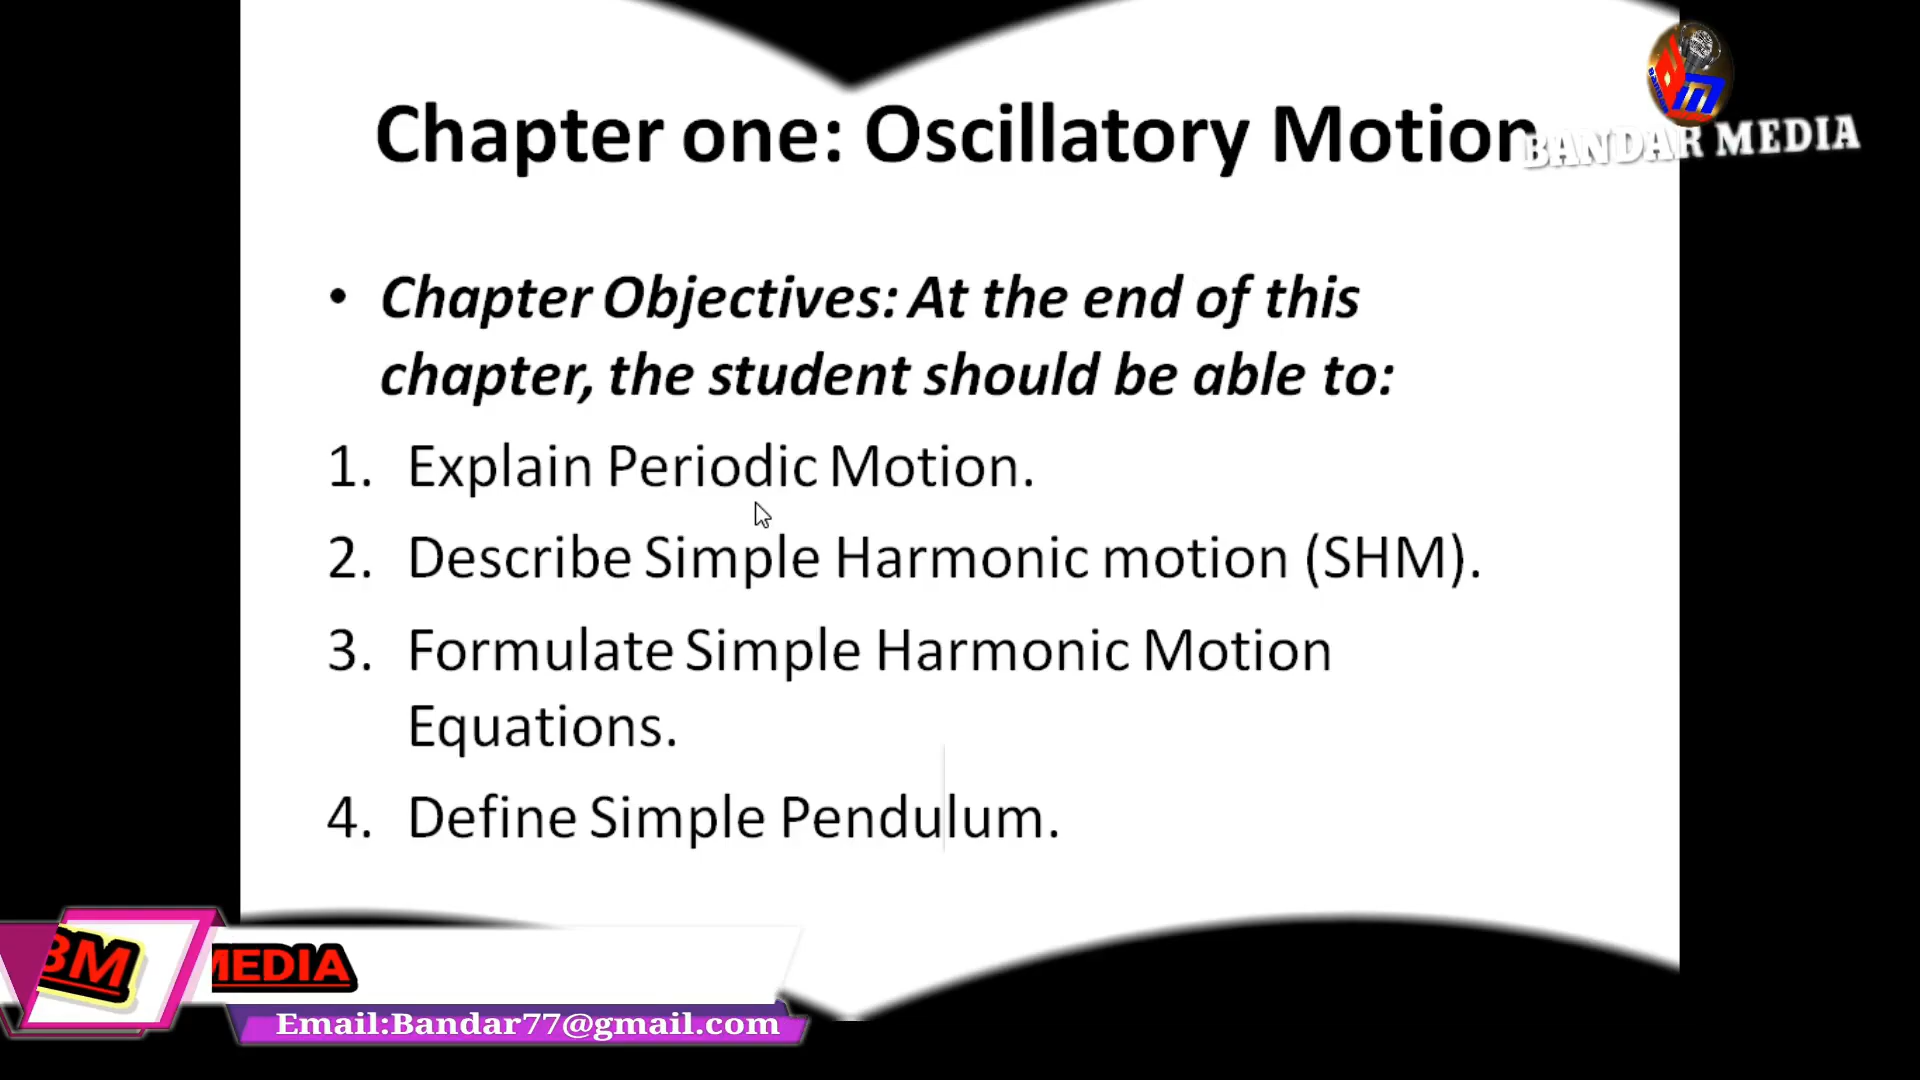 Chapter one: Oscillatory Motion
BANDAR MEDIA
• Chapter Objectives: At the end of this
chapter, the student should be able to:
1. Explain Periodic Motion.
2. Describe Simple Harmonic motion (SHM).
3. Formulate Simple Harmonic Motion
Equations.
4. Define Simple Pendulum.
BM
MEDIA
Email:Bandar77@gmail.com